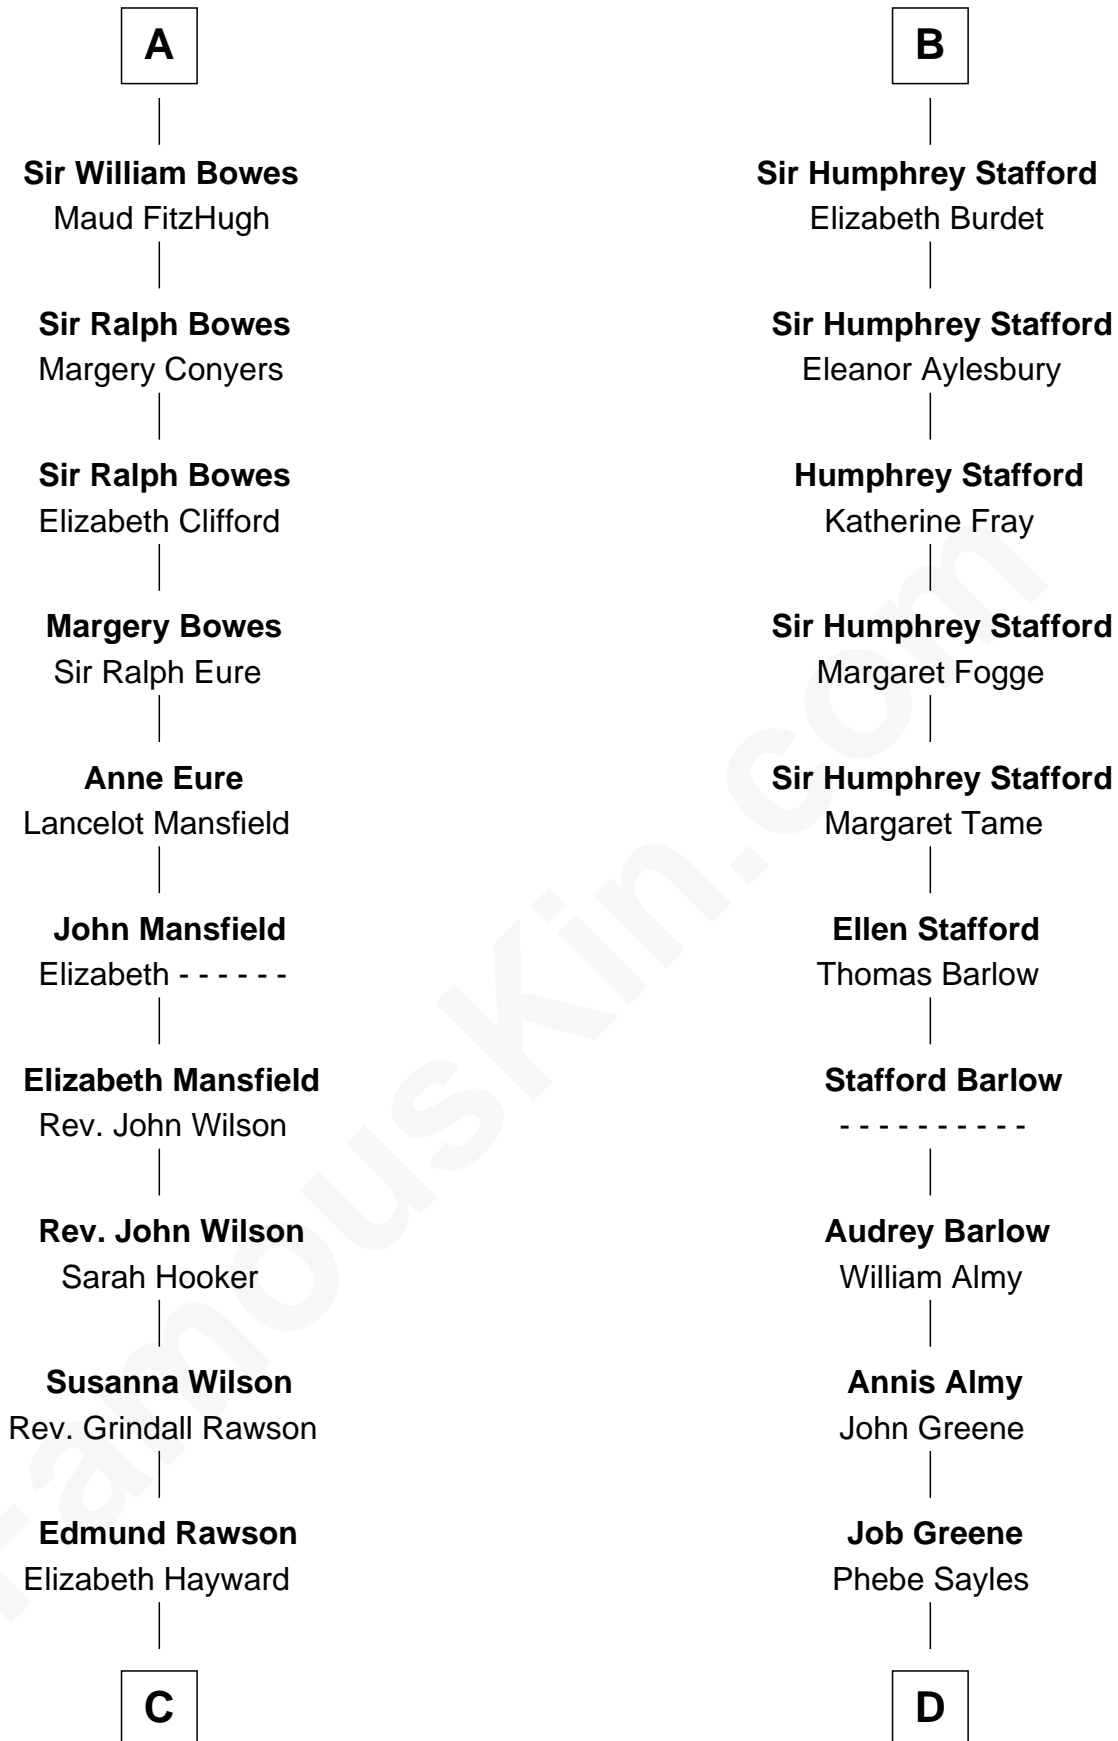 A
Sir William Bowes
Maud FitzHugh
Sir Ralph Bowes
Margery Conyers
Sir Ralph Bowes
Elizabeth Clifford
Margery Bowes
Sir Ralph Eure
Anne Eure
Lancelot Mansfield
John Mansfield
Elizabeth - - - - - -
Elizabeth Mansfield
Rev. John Wilson
Rev. John Wilson
Sarah Hooker
Susanna Wilson
Rev. Grindall Rawson
Edmund Rawson
Elizabeth Hayward
C
B
Sir Humphrey Stafford
Elizabeth Burdet
Sir Humphrey Stafford
Eleanor Aylesbury
Humphrey Stafford
Katherine Fray
Sir Humphrey Stafford
Margaret Fogge
Sir Humphrey Stafford
Margaret Tame
Ellen Stafford
Thomas Barlow
Stafford Barlow
- - - - - - - - - -
Audrey Barlow
William Almy
Annis Almy
John Greene
Job Greene
Phebe Sayles
D
FamousKin.com